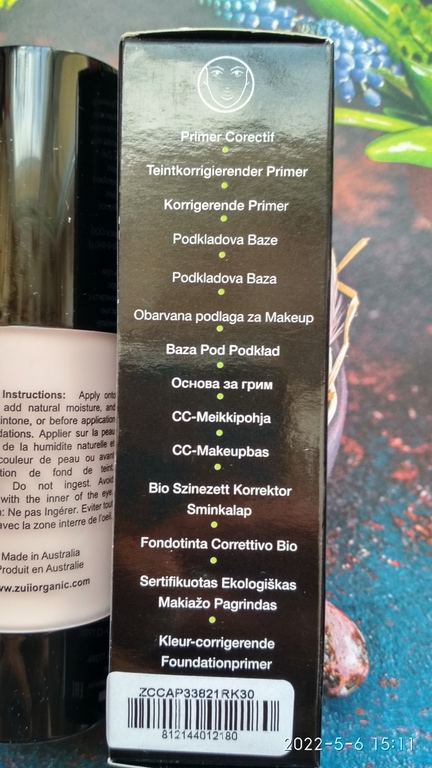 Primer Corectif
Teintkorrigierender Primer
Korrigerende Primer
Podkladova Baze
Podkladova Baza
Obarvana podlaga za Makeup
Baza Pod Podkład
Основа за грим
CC-Meikkipohja
CC-Makeupbas
Bio Szinezett Korrektor
Sminkalap
Fondotinta Correttivo Bio
Sertifikuotas Ekologiškas
Makiažo Pagrindas
Kleur-corrigerende
Foundationprimer
ZCCAP33821RK30
812144012180
Instructions: Apply onto
add natural moisture, and
intone, or before application
dations. Applier sur la peau
de la humidite naturelle et
couleur de peau ou avant
tion de fond de teint.
Do not ingest. Avoid
with the inner of the eye.
: Ne pas Ingérer. Eviter tout
avec la zone interre de l'oeil.
Made in Australia
Produit en Australie
www.zuiiorganic.com
2022-5-6 15:11